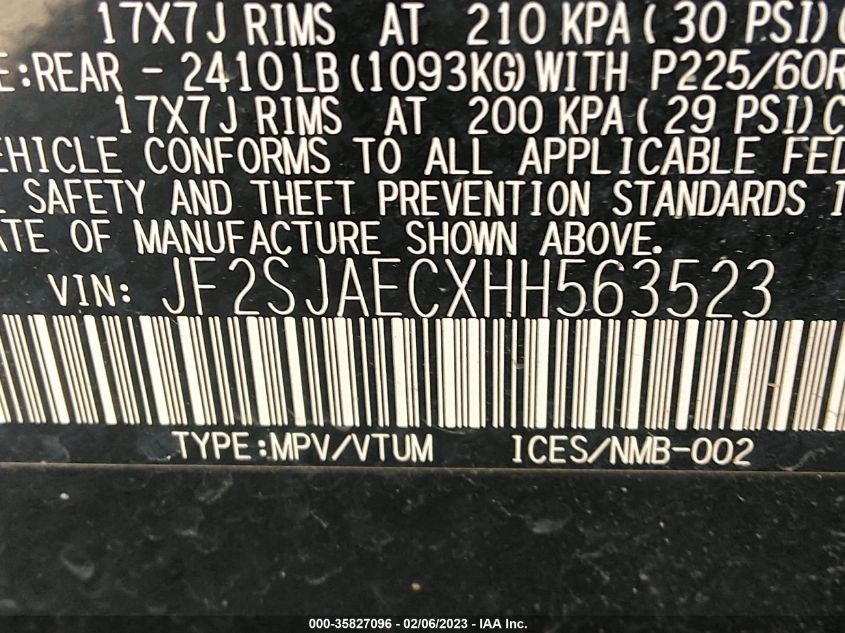 17X7J RIMS AT 210 KPA(30 PSI)(
E:REAR - 2410LB(1093KG)WITH P225/60R
17X7J RIMS AT 200 KPA(29 PSI)C
EHICLE CONFORMS TO ALL APPLICABLE FED
SAFETY AND THEFT PREVENTION STANDARDS I
ATE OF MANUFACTURE SHOWN ABOVE.
VIN: JF2SJAECXHH563523
TYPE:MPV/VTUM ICES/NMB-002
000-35827096 - 02/06/2023 - IAA Inc.